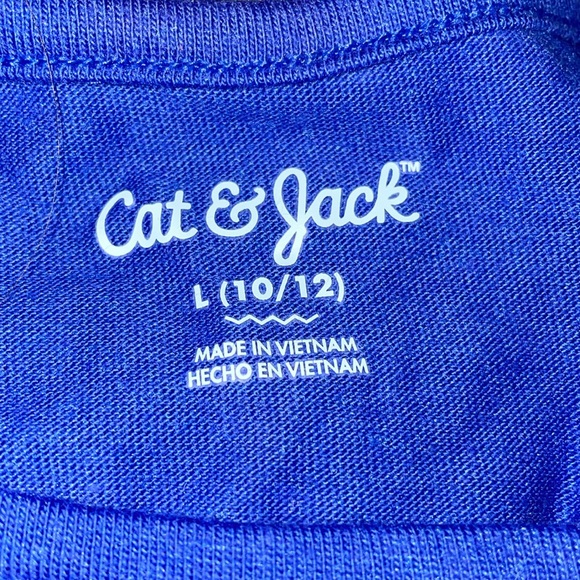 Cat & Jack™
L (10/12)
MADE IN VIETNAM
HECHO EN VIETNAM